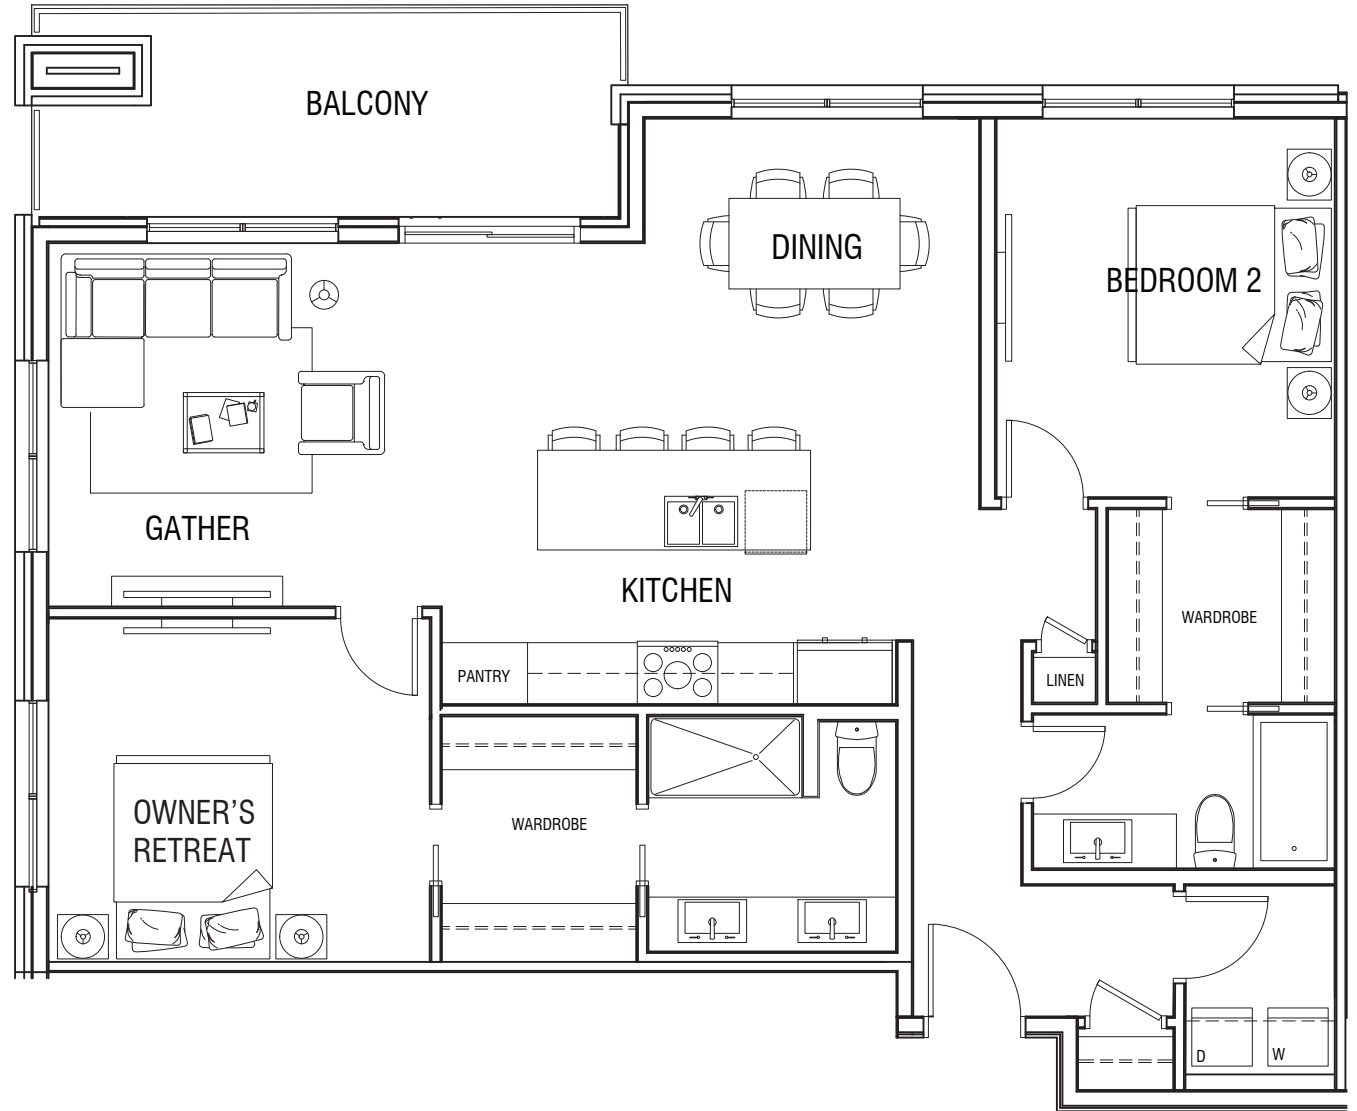 BALCONY
DINING
BEDROOM 2
GATHER
KITCHEN
WARDROBE
PANTRY
LINEN
OWNER’S
RETREAT
WARDROBE
D
W